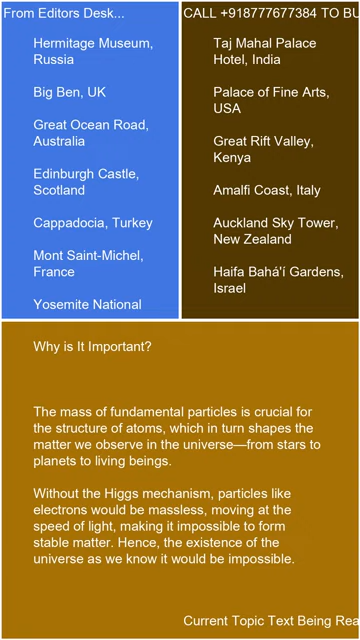 From Editors Desk...
Hermitage Museum,
Russia
Big Ben, UK
Great Ocean Road,
Australia
Edinburgh Castle,
Scotland
Cappadocia, Turkey
Mont Saint-Michel,
France
Yosemite National
CALL +918777677384 TO BU
Taj Mahal Palace
Hotel, India
Palace of Fine Arts,
USA
Great Rift Valley,
Kenya
Amalfi Coast, Italy
Auckland Sky Tower,
New Zealand
Haifa Bahá'í Gardens,
Israel
Why is It Important?
The mass of fundamental particles is crucial for
the structure of atoms, which in turn shapes the
matter we observe in the universe—from stars to
planets to living beings.
Without the Higgs mechanism, particles like
electrons would be massless, moving at the
speed of light, making it impossible to form
stable matter. Hence, the existence of the
universe as we know it would be impossible.
Current Topic Text Being Rea